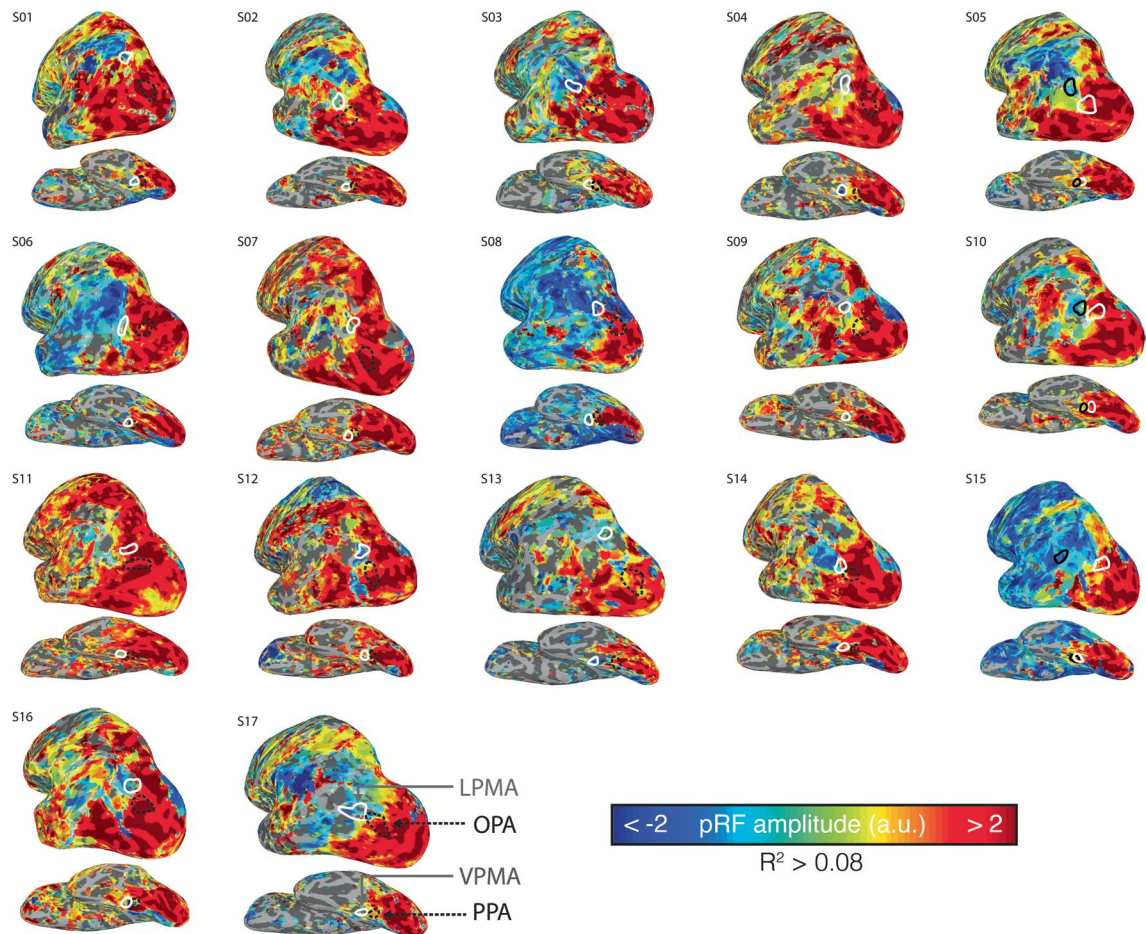 S01
S02
S03
S04
S05
S06
S07
S08
S09
S10
S11
S12
S13
S14
S15
S16
S17
LPMA
OPA
VPMA
PPA
< -2 pRF amplitude (a.u.) > 2
R² > 0.08